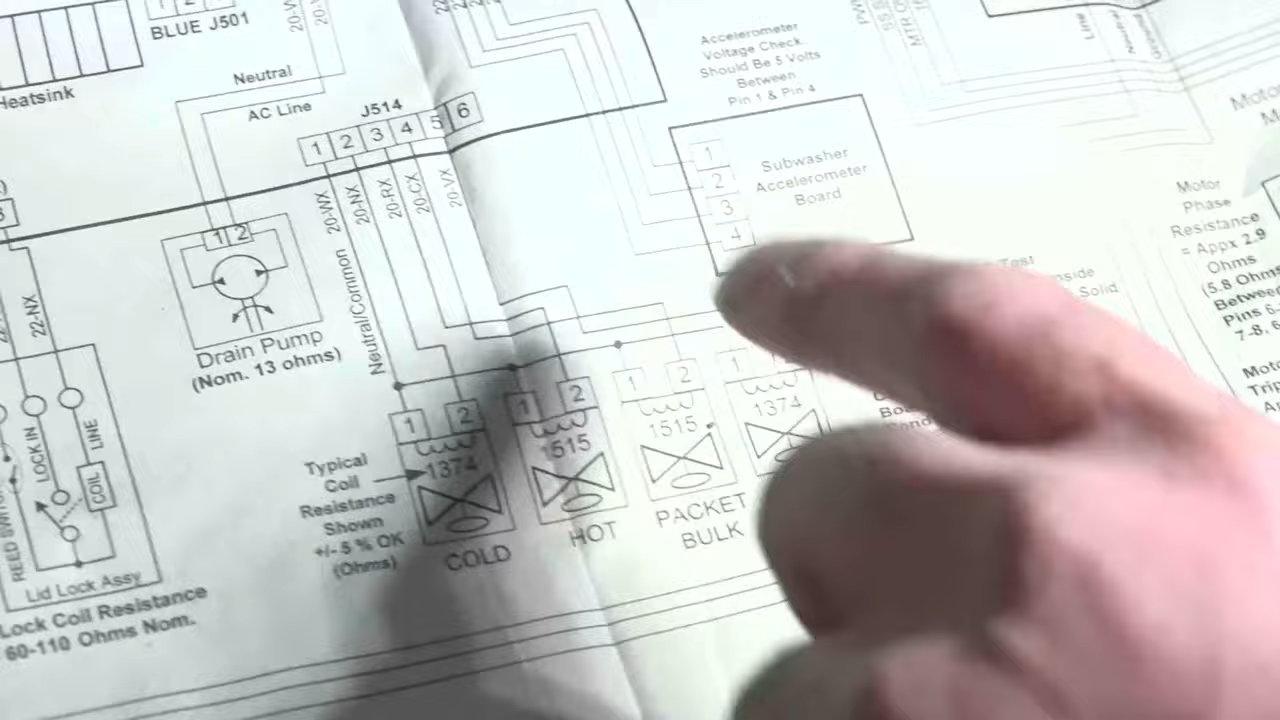 1 2
BLUE J501
Heatsink
Neutral
AC Line
J514
1 2 3 4 5 6
20-WX
20-NX
20-RX
20-CX
20-VX
Neutral/Common
1 2
Drain Pump
(Nom. 13 ohms)
22-NX
LOCK IN
LINE
COIL
Lid Lock Assy
Lock Coil Resistance
60-110 Ohms Nom.
Typical
Coil
Resistance
Shown
+/- 5 % OK
(Ohms)
1 2
1374
COLD
1 2
1515
HOT
1 2
1515
PACKET
BULK
1
1374
Accelerometer
Voltage Check
Should Be 5 Volts
Between
Pin 1 & Pin 4
1
2
3
4
Subwasher
Accelerometer
Board
Line
Neutral
Motor
Phase
Resistance
= Appx 2.9
Ohms
(5.8 Ohms
Between
Pins 6-
7-8,
Solid